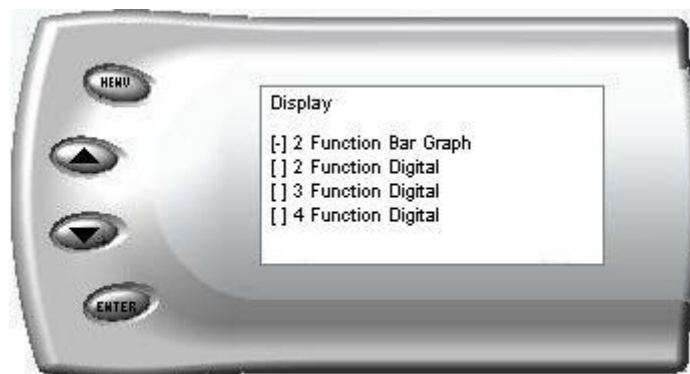 MENU
Display
[-] 2 Function Bar Graph
[ ] 2 Function Digital
[ ] 3 Function Digital
[ ] 4 Function Digital
ENTER